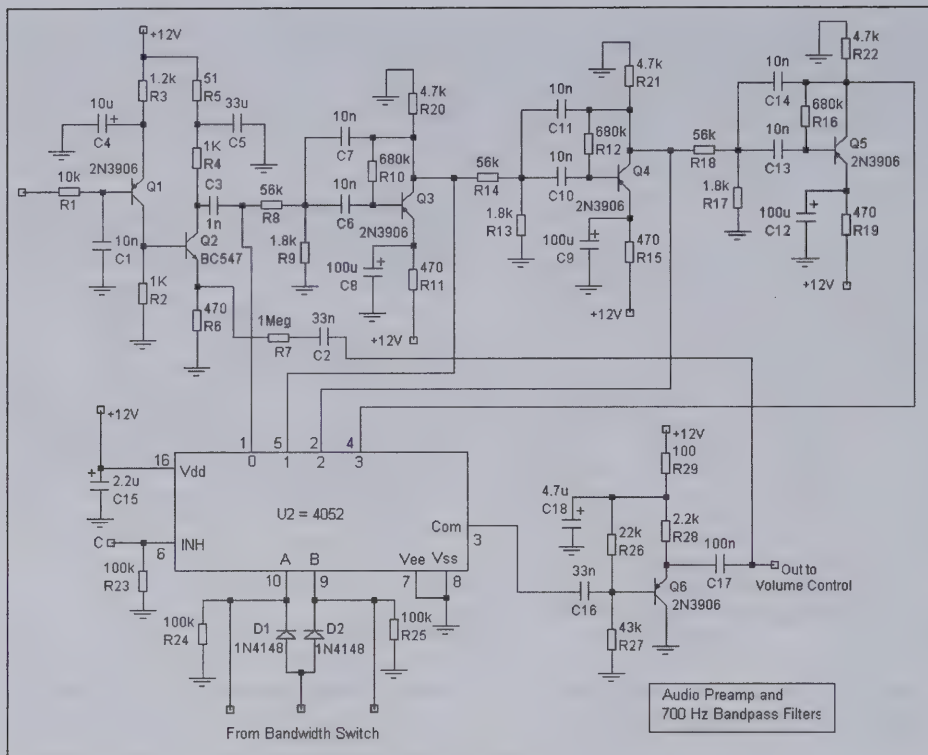 +12V
1.2k
R3
51
R5
10u
C4
33u
C5
1K
R4
2N3906
Q1
10k
R1
10n
C1
C3
1n
Q2
BC547
1K
R2
470
R6
56k
R8
1.8k
R9
10n
C7
10n
C6
680k
R10
4.7k
R20
Q3
2N3906
100u
C8
470
R11
+12V
1Meg
R7
33n
C2
56k
R14
1.8k
R13
10n
C11
10n
C10
680k
R12
4.7k
R21
Q4
2N3906
100u
C9
470
R15
+12V
56k
R18
1.8k
R17
10n
C14
10n
C13
680k
R16
4.7k
R22
Q5
2N3906
100u
C12
470
R19
+12V
+12V
2.2u
C15
C
100k
R23
1 5 2 4
0 1 2 3
16 Vdd
U2 = 4052
Com
3
6 INH
A B Vee Vss
10 9 7 8
100k
R24
D1
1N4148
D2
1N4148
100k
R25
From Bandwidth Switch
+12V
100
R29
4.7u
C18
22k
R26
2.2k
R28
100n
C17
33n
C16
Q6
2N3906
43k
R27
Out to
Volume Control
Audio Preamp and
700 Hz Bandpass Filters